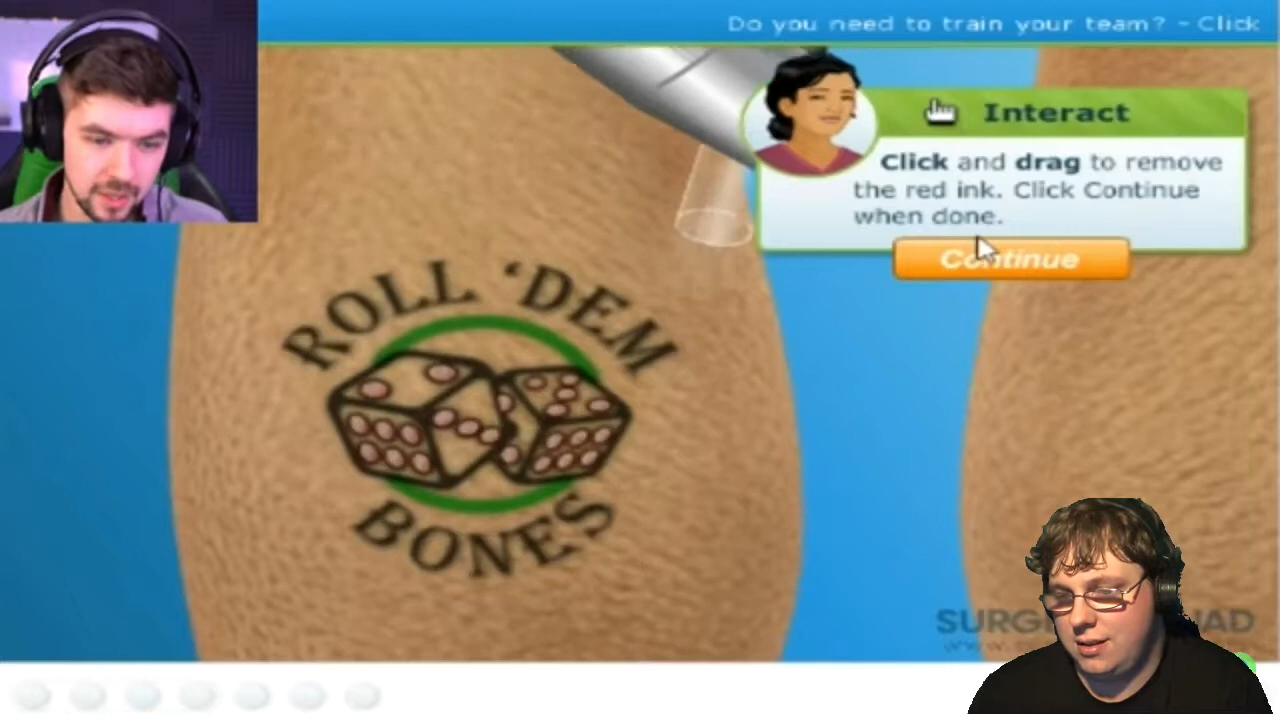 Do you need to train your team? - Click
Interact
Click and drag to remove
the red ink. Click Continue
when done.
Continue
ROLL 'DEM
BONES